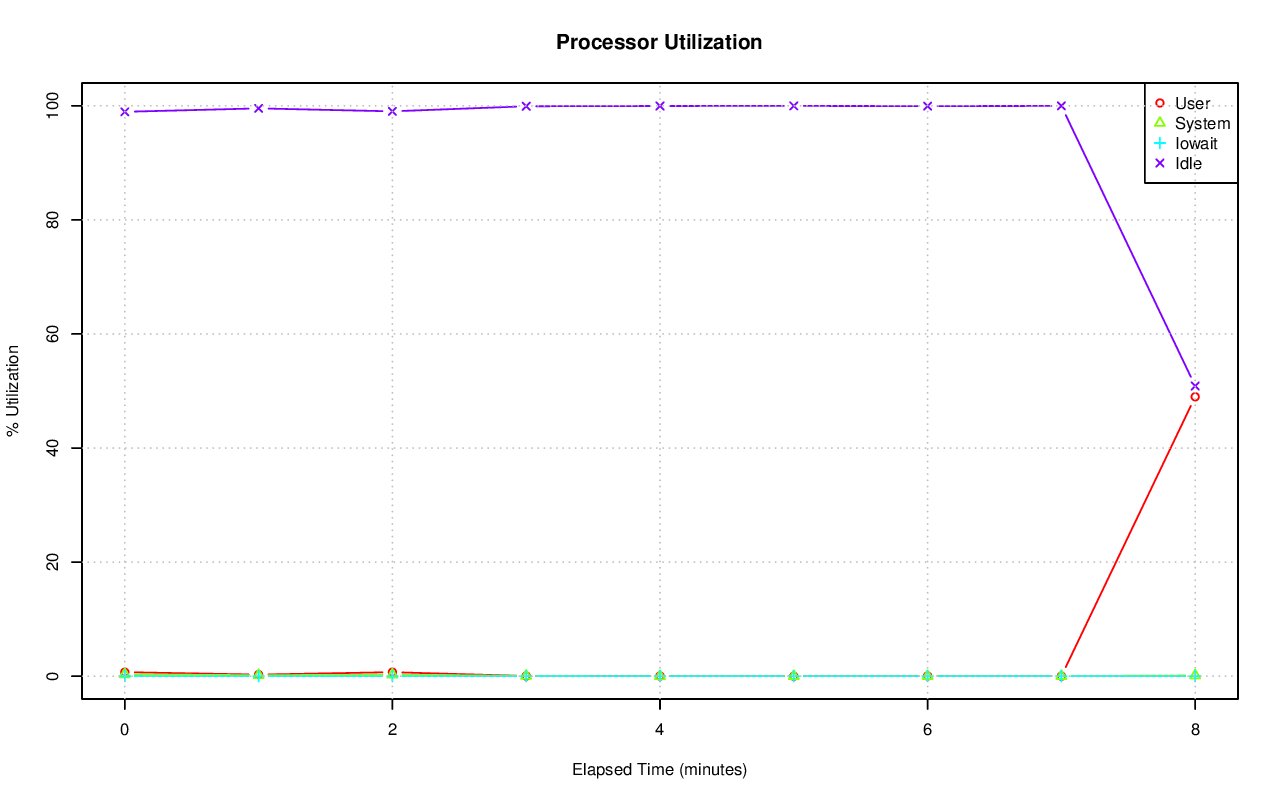 Processor Utilization
% Utilization
100
80
60
40
20
0
User
System
Iowait
Idle
0 2 4 6 8
Elapsed Time (minutes)